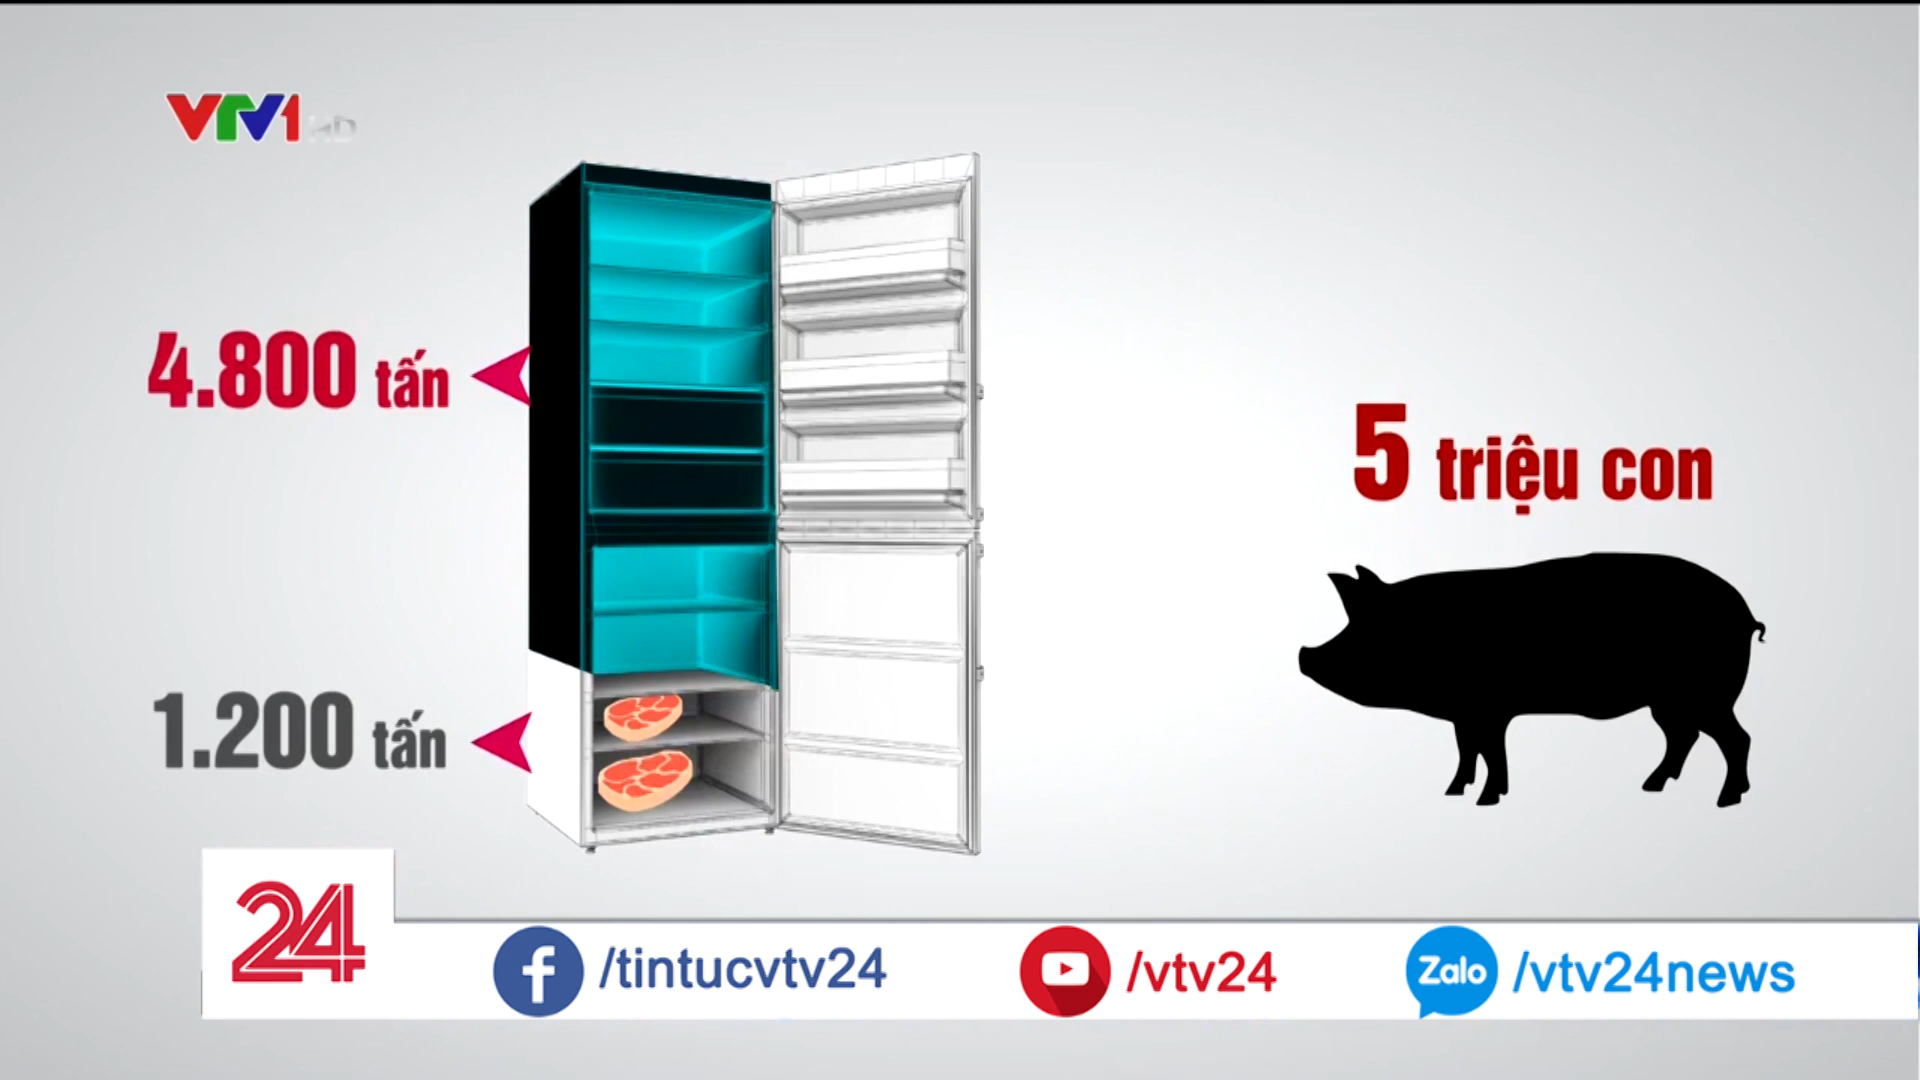 VTV1 HD
4.800 tấn
5 triệu con
1.200 tấn
24
/tintucvtv24
/vtv24
Zalo /vtv24news